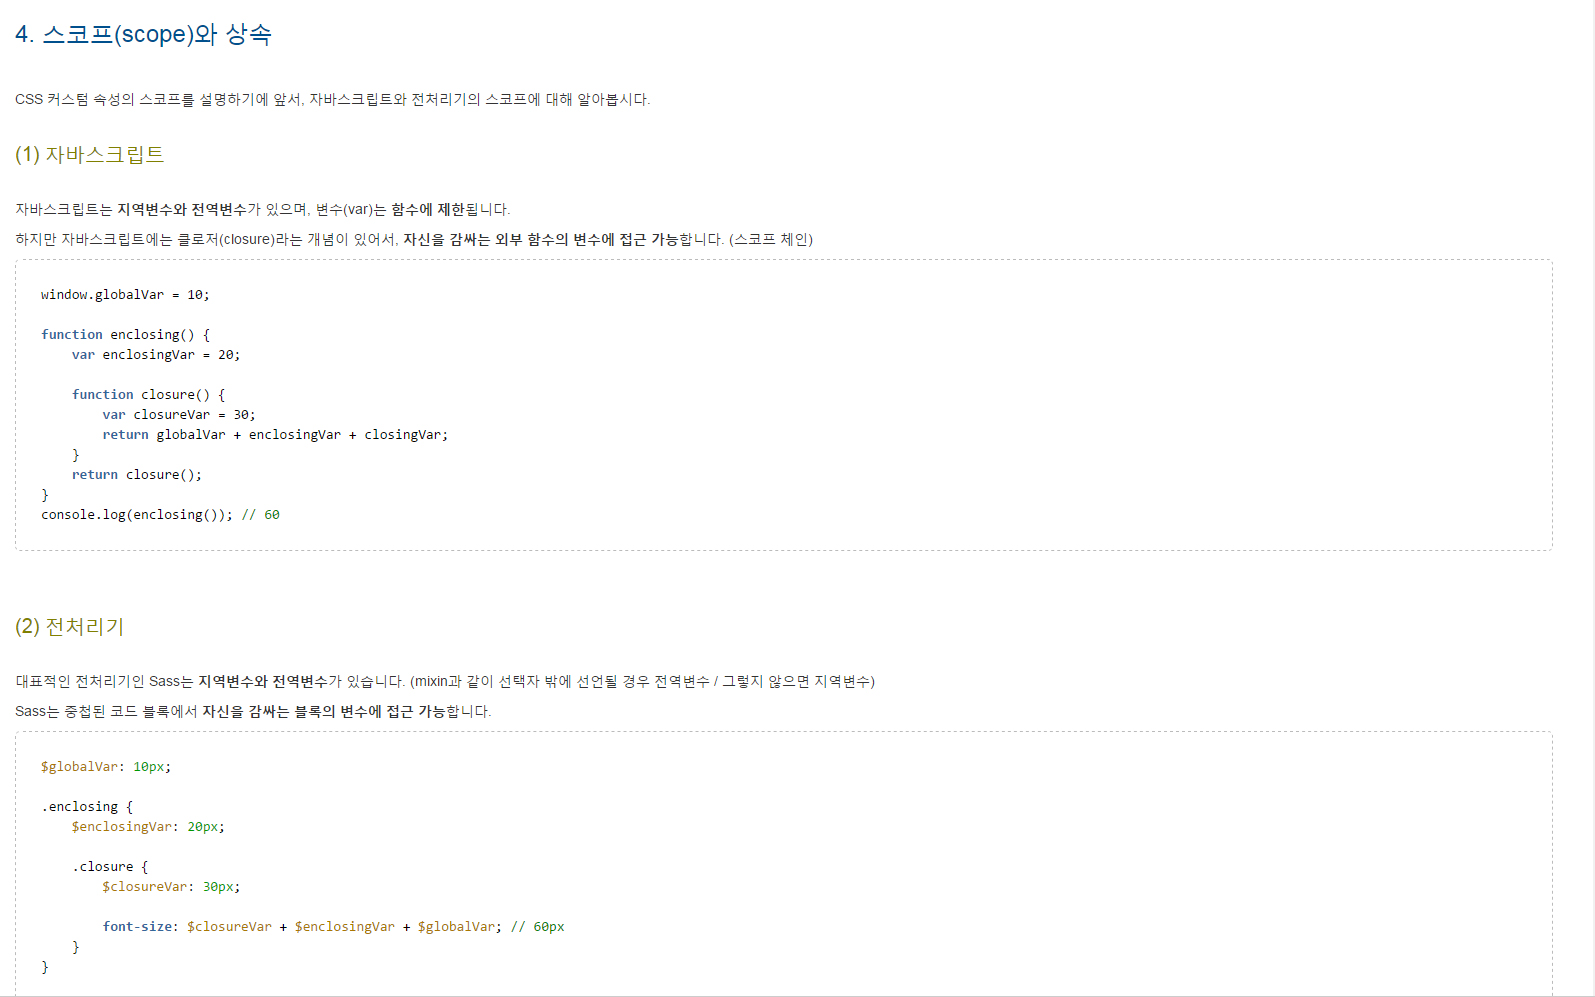 4. 스코프(scope)와 상속
CSS 커스텀 속성의 스코프를 설명하기에 앞서, 자바스크립트와 전처리기의 스코프에 대해 알아봅시다.
(1) 자바스크립트
자바스크립트는 지역변수와 전역변수가 있으며, 변수(var)는 함수에 제한됩니다.
하지만 자바스크립트에는 클로저(closure)라는 개념이 있어서, 자신을 감싸는 외부 함수의 변수에 접근 가능합니다. (스코프 체인)
window.globalVar = 10;
function enclosing() {
    var enclosingVar = 20;
    function closure() {
        var closureVar = 30;
        return globalVar + enclosingVar + closingVar;
    }
    return closure();
}
console.log(enclosing()); // 60
(2) 전처리기
대표적인 전처리기인 Sass는 지역변수와 전역변수가 있습니다. (mixin과 같이 선택자 밖에 선언될 경우 전역변수 / 그렇지 않으면 지역변수)
Sass는 중첩된 코드 블록에서 자신을 감싸는 블록의 변수에 접근 가능합니다.
$globalVar: 10px;
.enclosing {
    $enclosingVar: 20px;
    .closure {
        $closureVar: 30px;
        font-size: $closureVar + $enclosingVar + $globalVar; // 60px
    }
}